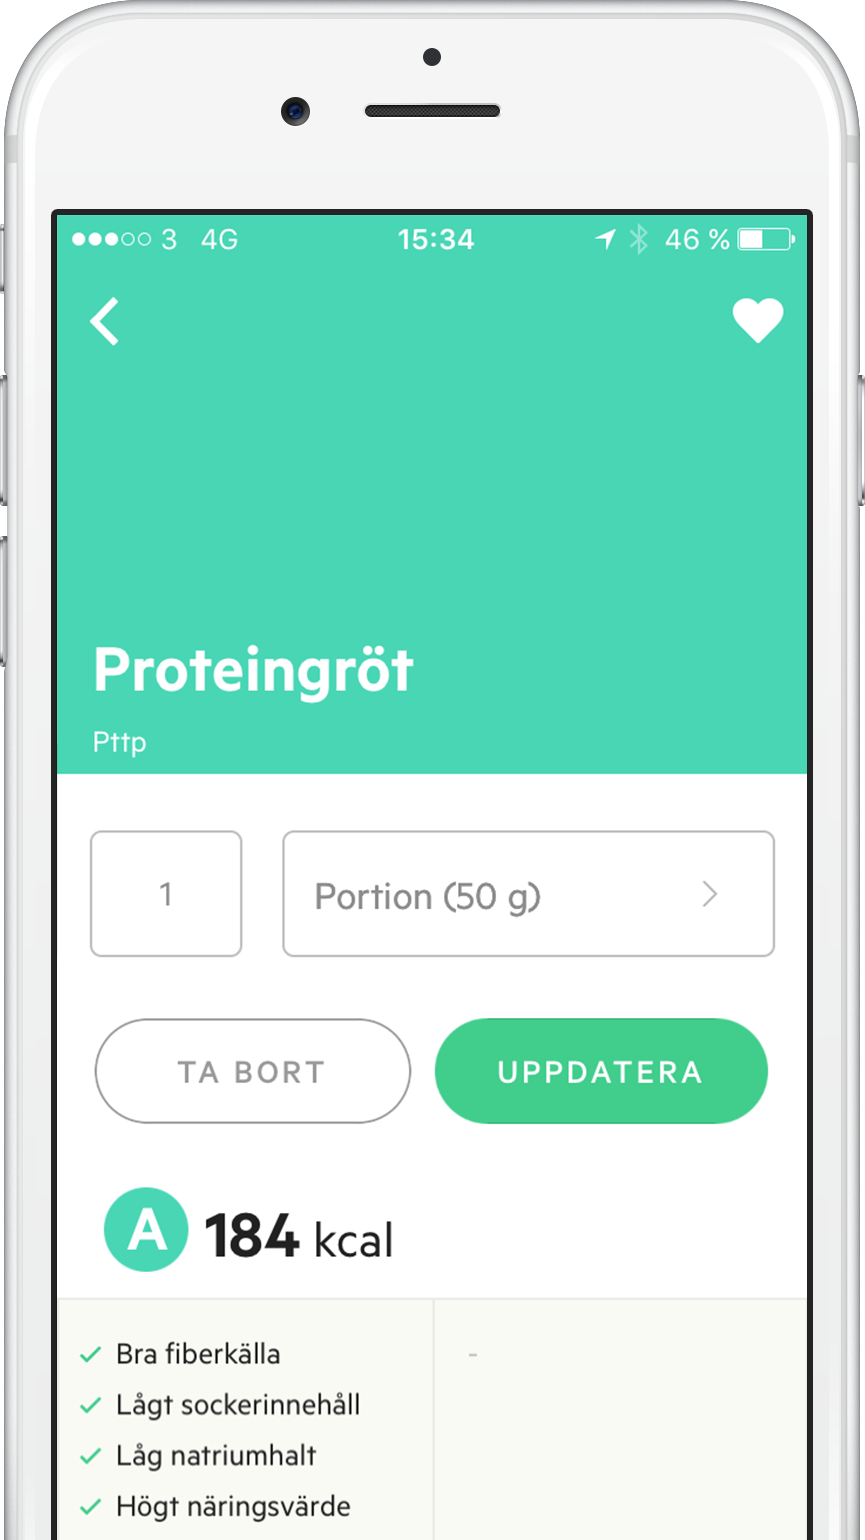 3 4G 15:34 46 %
Proteingröt
Pttp
1 Portion (50 g)
TA BORT UPPDATERA
A 184 kcal
Bra fiberkälla -
Lågt sockerinnehåll
Låg natriumhalt
Högt näringsvärde